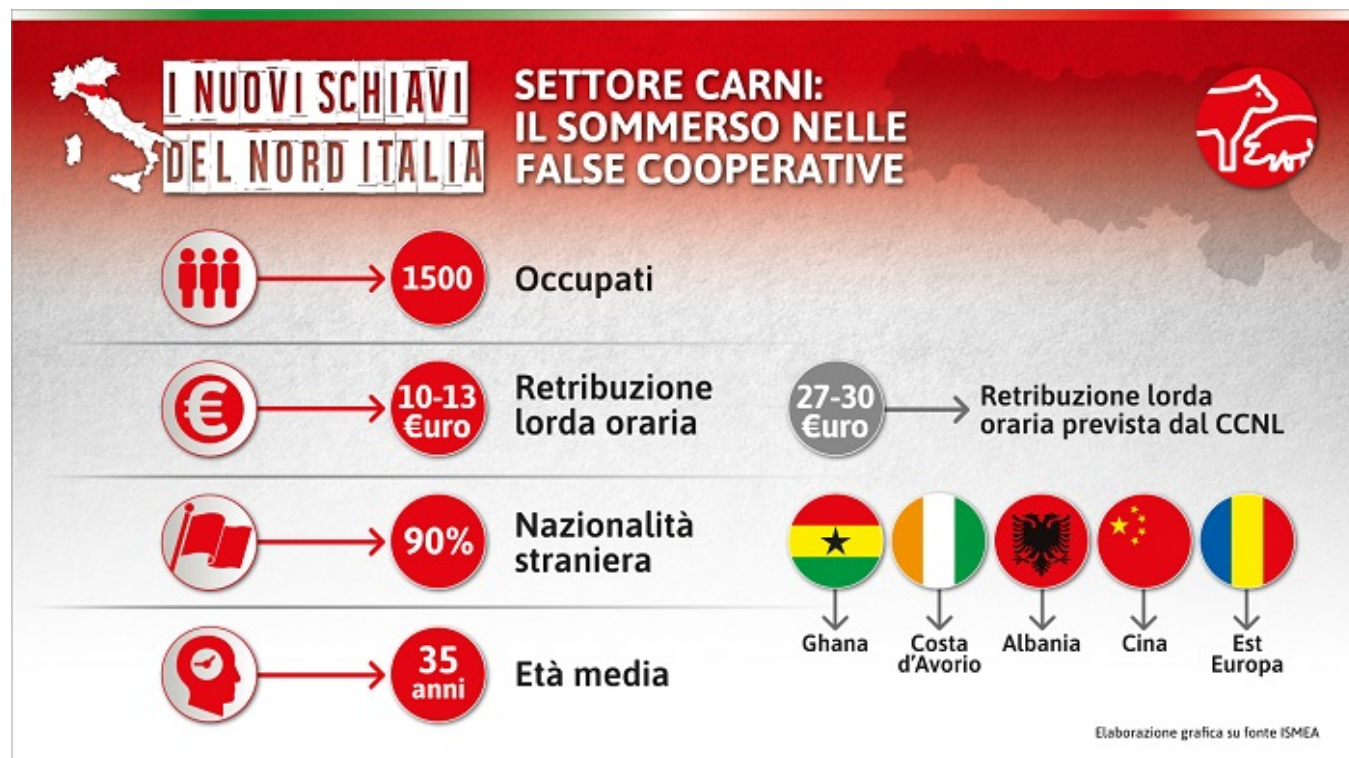 I NUOVI SCHIAVI
DEL NORD ITALIA
SETTORE CARNI:
IL SOMMERSO NELLE
FALSE COOPERATIVE
1500
Occupati
10-13
€uro
Retribuzione
lorda oraria
27-30
€uro
Retribuzione lorda
oraria prevista dal CCNL
90%
Nazionalità
straniera
Ghana
Costa
d'Avorio
Albania
Cina
Est
Europa
35
anni
Età media
Elaborazione grafica su fonte ISMEA